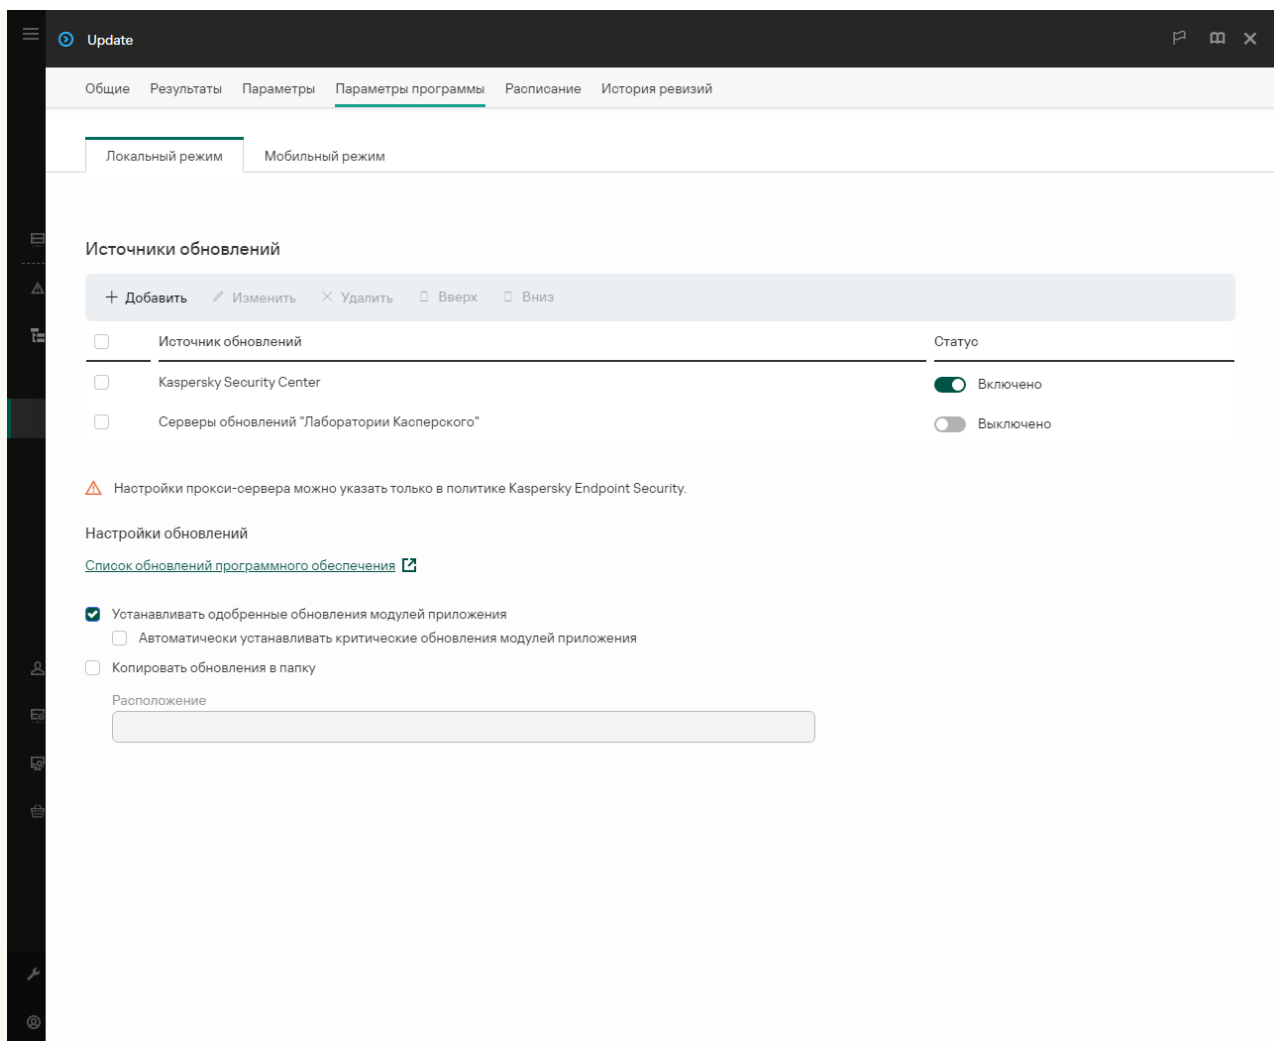 Update
Общие Результаты Параметры Параметры программы Расписание История ревизий
Локальный режим Мобильный режим
Источники обновлений
Добавить Изменить Удалить Вверх Вниз
Источник обновлений Статус
Kaspersky Security Center Включено
Серверы обновлений "Лаборатории Касперского" Выключено
Настройки прокси-сервера можно указать только в политике Kaspersky Endpoint Security.
Настройки обновлений
Список обновлений программного обеспечения
Устанавливать одобренные обновления модулей приложения
Автоматически устанавливать критические обновления модулей приложения
Копировать обновления в папку
Расположение